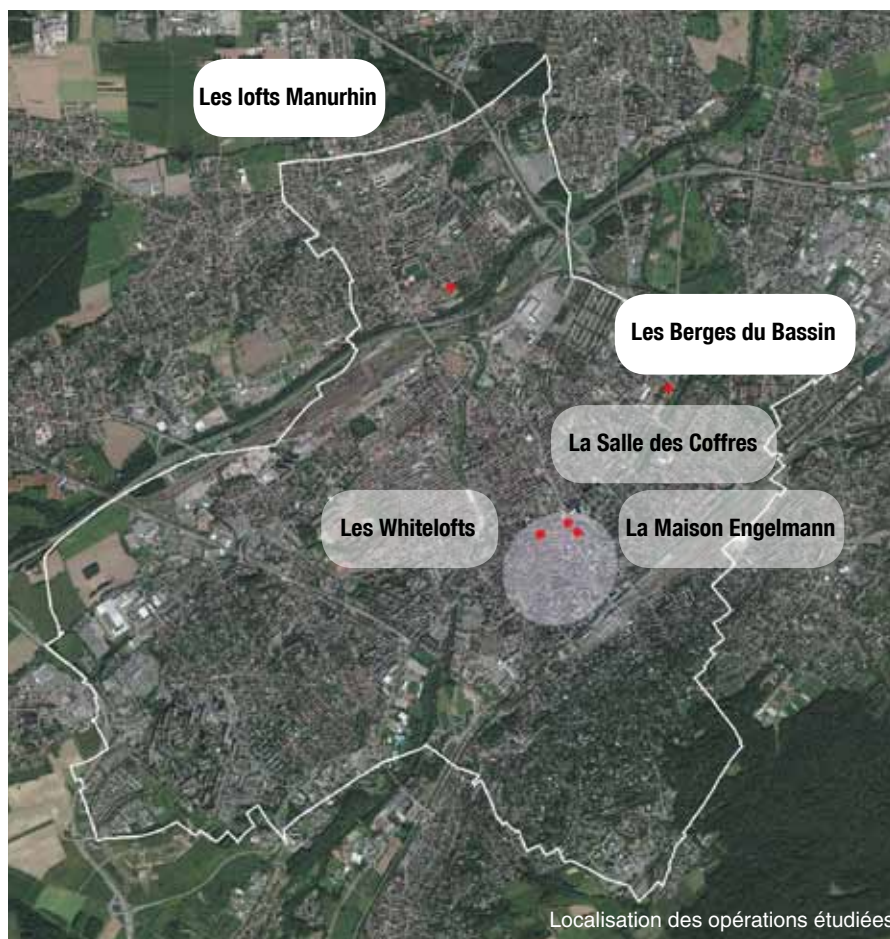 Les lofts Manurhin
Les Berges du Bassin
La Salle des Coffres
Les Whitelofts
La Maison Engelmann
Localisation des opérations étudiées